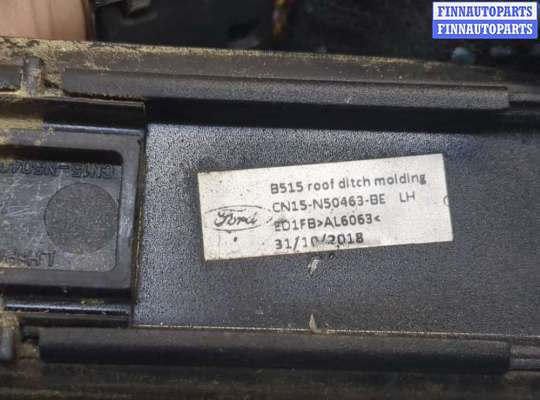 FINNAUTOPARTS
FINNAUTOPARTS
B515 roof ditch molding
CN15-N50463-BE LH
Ford
ED1FB>AL6063<
31/10/2018